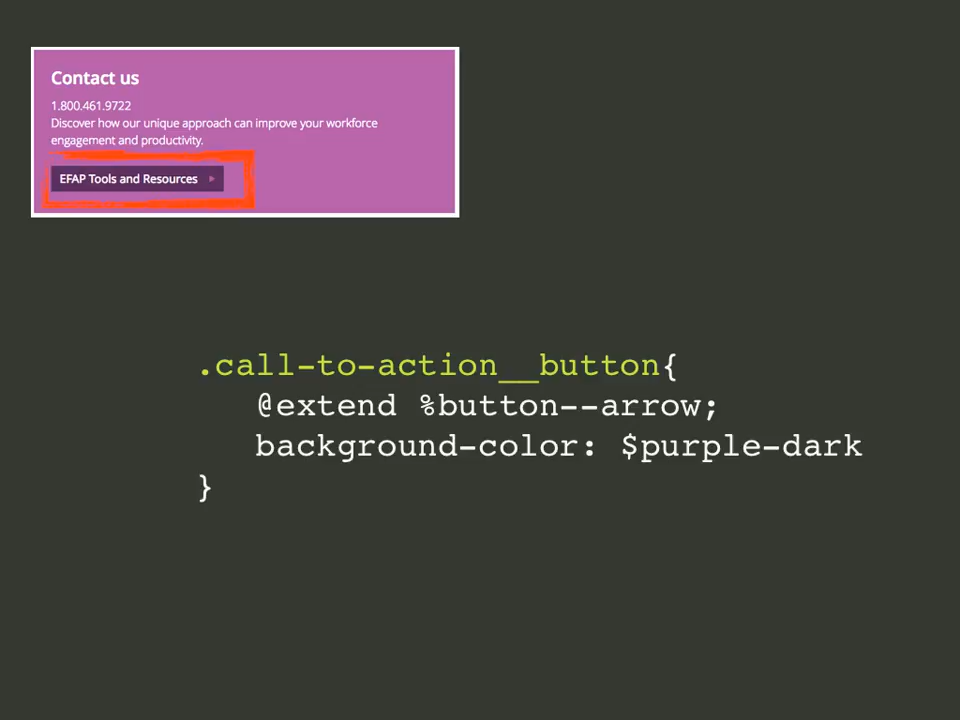 Contact us
1.800.461.9722
Discover how our unique approach can improve your workforce
engagement and productivity.
EFAP Tools and Resources
.call-to-action__button{
@extend %button--arrow;
background-color: $purple-dark
}